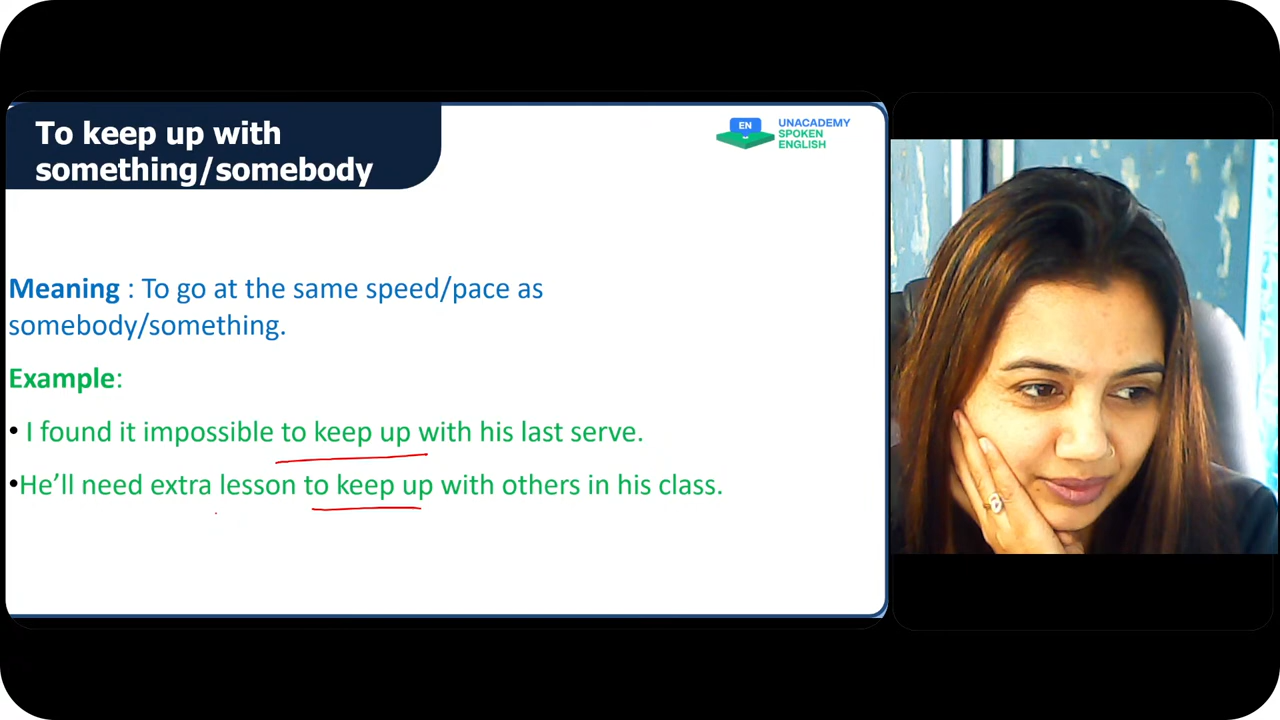 To keep up with
something/somebody
EN
UNACADEMY
SPOKEN
ENGLISH
Meaning : To go at the same speed/pace as
somebody/something.
Example:
• I found it impossible to keep up with his last serve.
•He’ll need extra lesson to keep up with others in his class.